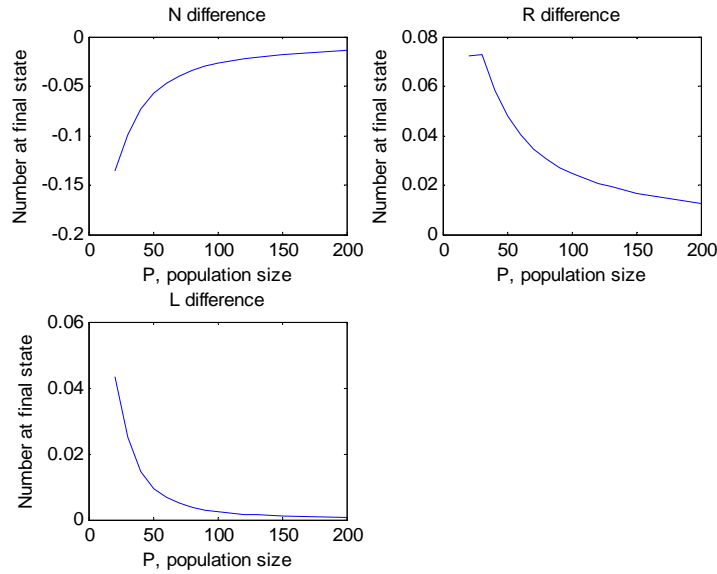 N difference
0
-0.05
-0.1
-0.15
-0.2
0 50 100 150 200
Number at final state
P, population size
R difference
0.08
0.06
0.04
0.02
0
0 50 100 150 200
Number at final state
P, population size
L difference
0.06
0.04
0.02
0
0 50 100 150 200
Number at final state
P, population size